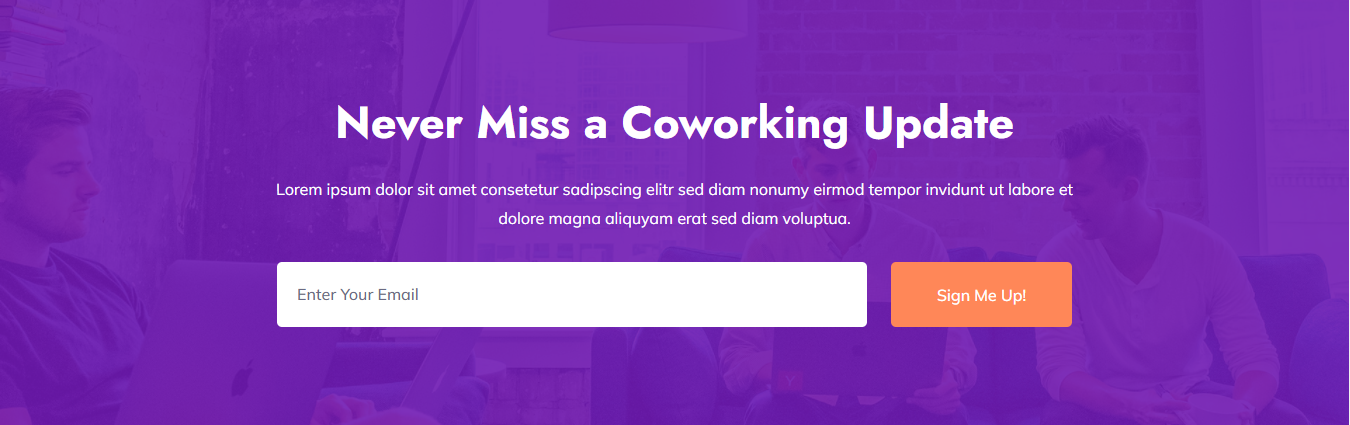 Never Miss a Coworking Update
Lorem ipsum dolor sit amet consetetur sadipscing elitr sed diam nonumy eirmod tempor invidunt ut labore et
dolore magna aliquyam erat sed diam voluptua.
Enter Your Email
Sign Me Up!